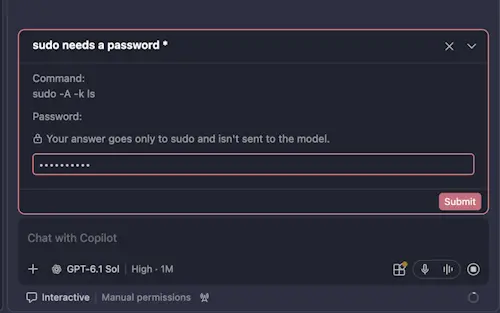 sudo needs a password *
Command:
sudo -A -k ls
Password:
Your answer goes only to sudo and isn't sent to the model.
••••••••••
Submit
Chat with Copilot
GPT-6.1 Sol | High · 1M
Interactive | Manual permissions